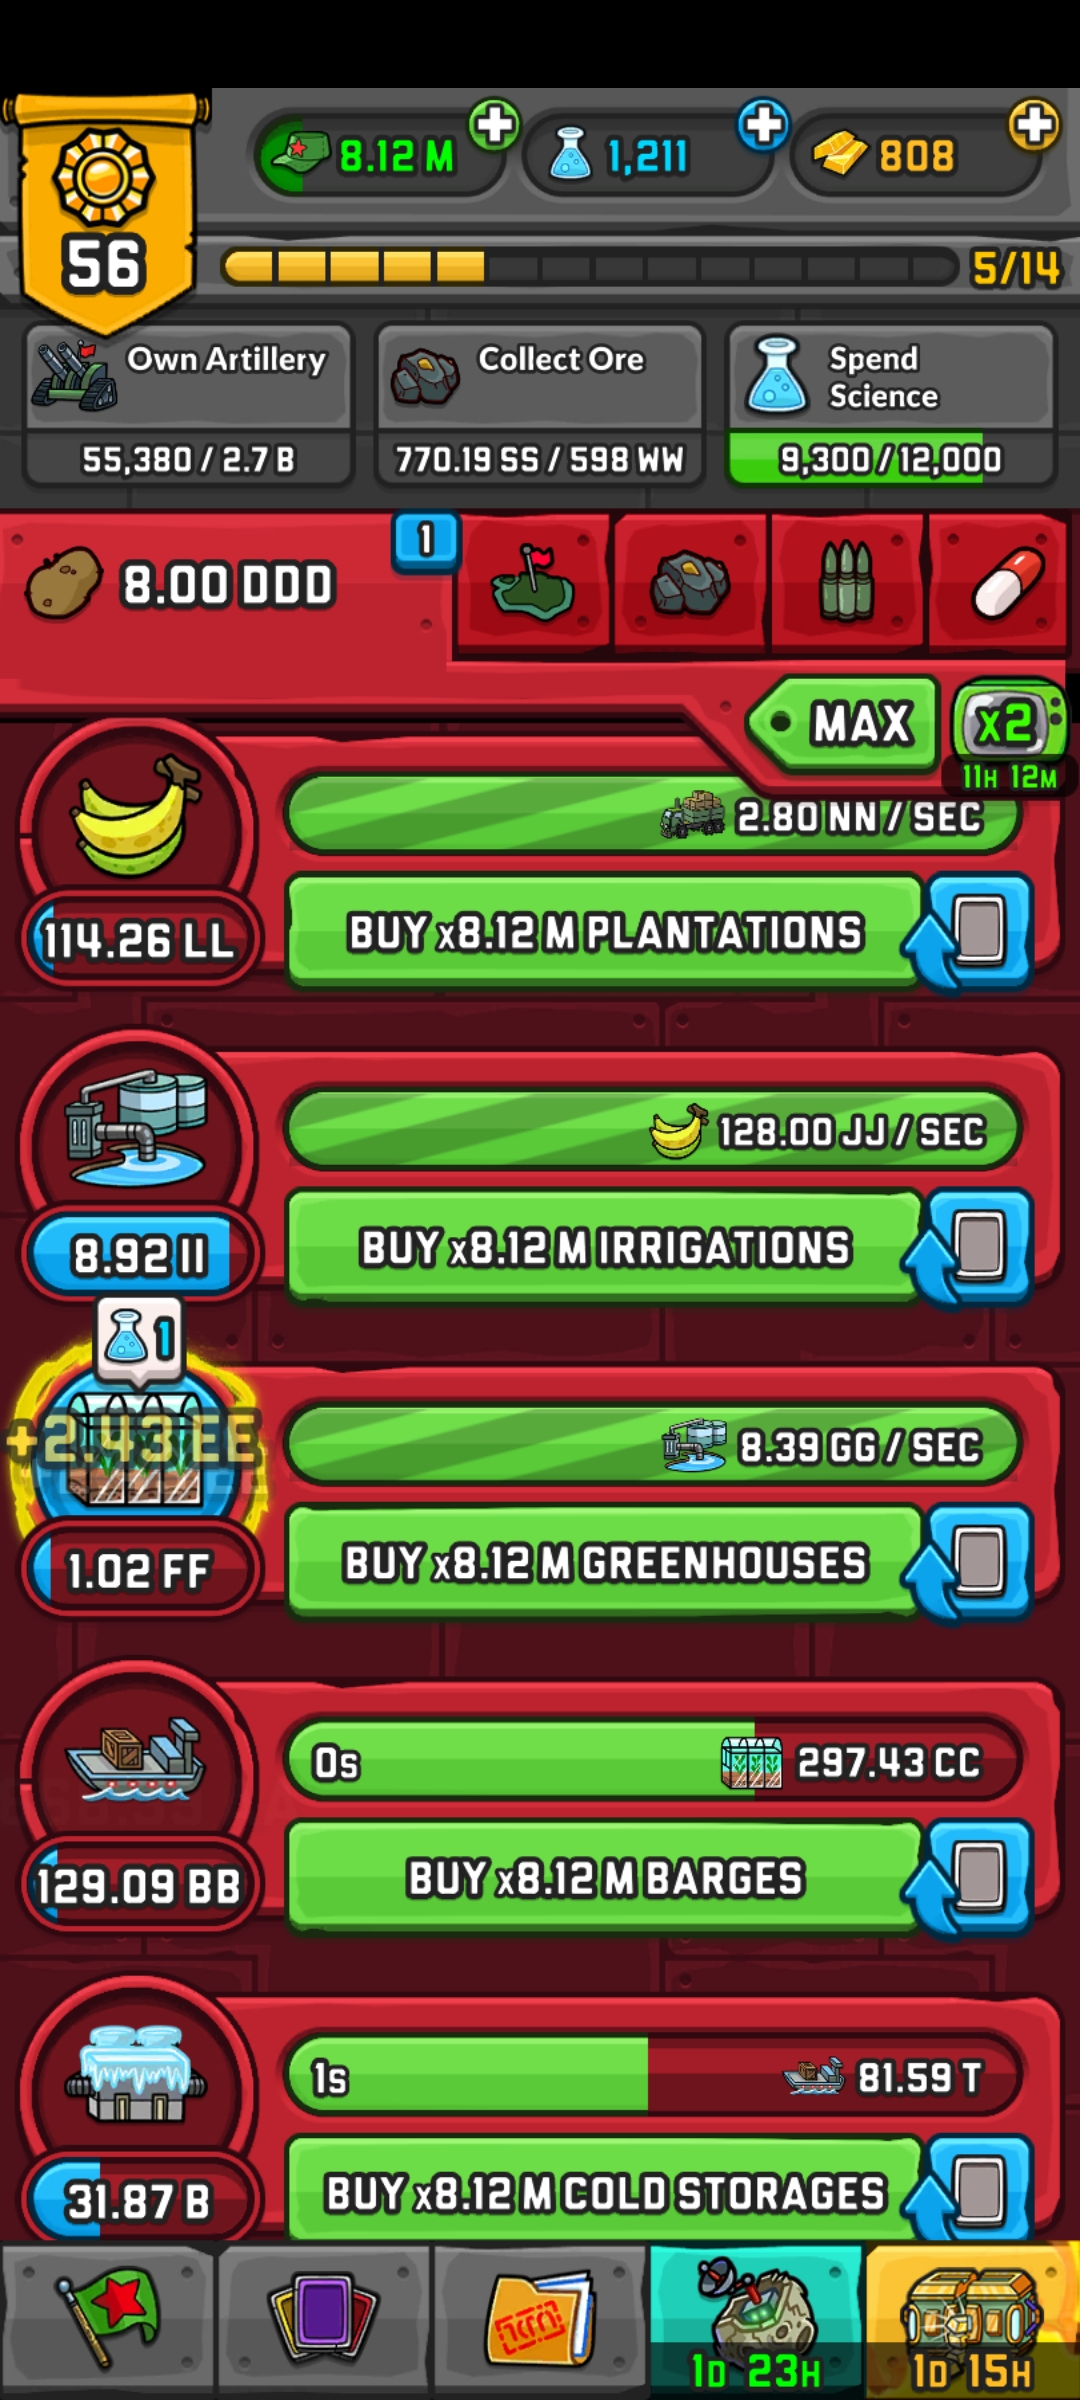 8.12 M
1,211
808
56
5/14
Own Artillery
55,380 / 2.7 B
Collect Ore
770.19 SS / 598 WW
Spend
Science
9,300 / 12,000
8.00 DDD
1
MAX
x2
11H 12M
2.80 NN / SEC
114.26 LL
BUY x8.12 M PLANTATIONS
128.00 JJ / SEC
8.92 II
BUY x8.12 M IRRIGATIONS
1
+2.43 EE
8.39 GG / SEC
1.02 FF
BUY x8.12 M GREENHOUSES
0s
297.43 CC
129.09 BB
BUY x8.12 M BARGES
1s
81.59 T
31.87 B
BUY x8.12 M COLD STORAGES
1D 23H
1D 15H